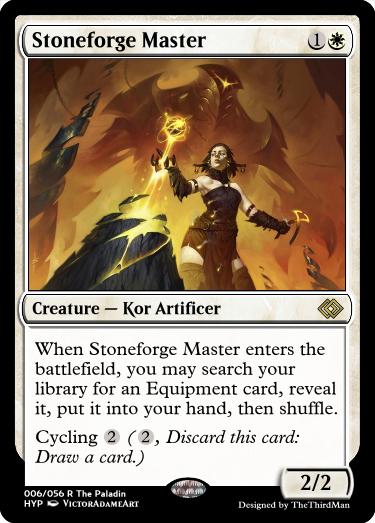 Stoneforge Master 1
Creature — Kor Artificer
When Stoneforge Master enters the
battlefield, you may search your
library for an Equipment card, reveal
it, put it into your hand, then shuffle.
Cycling 2 (2, Discard this card:
Draw a card.)
2/2
006/056 R The Paladin
HYP VictorAdameArt
Designed by TheThirdMan